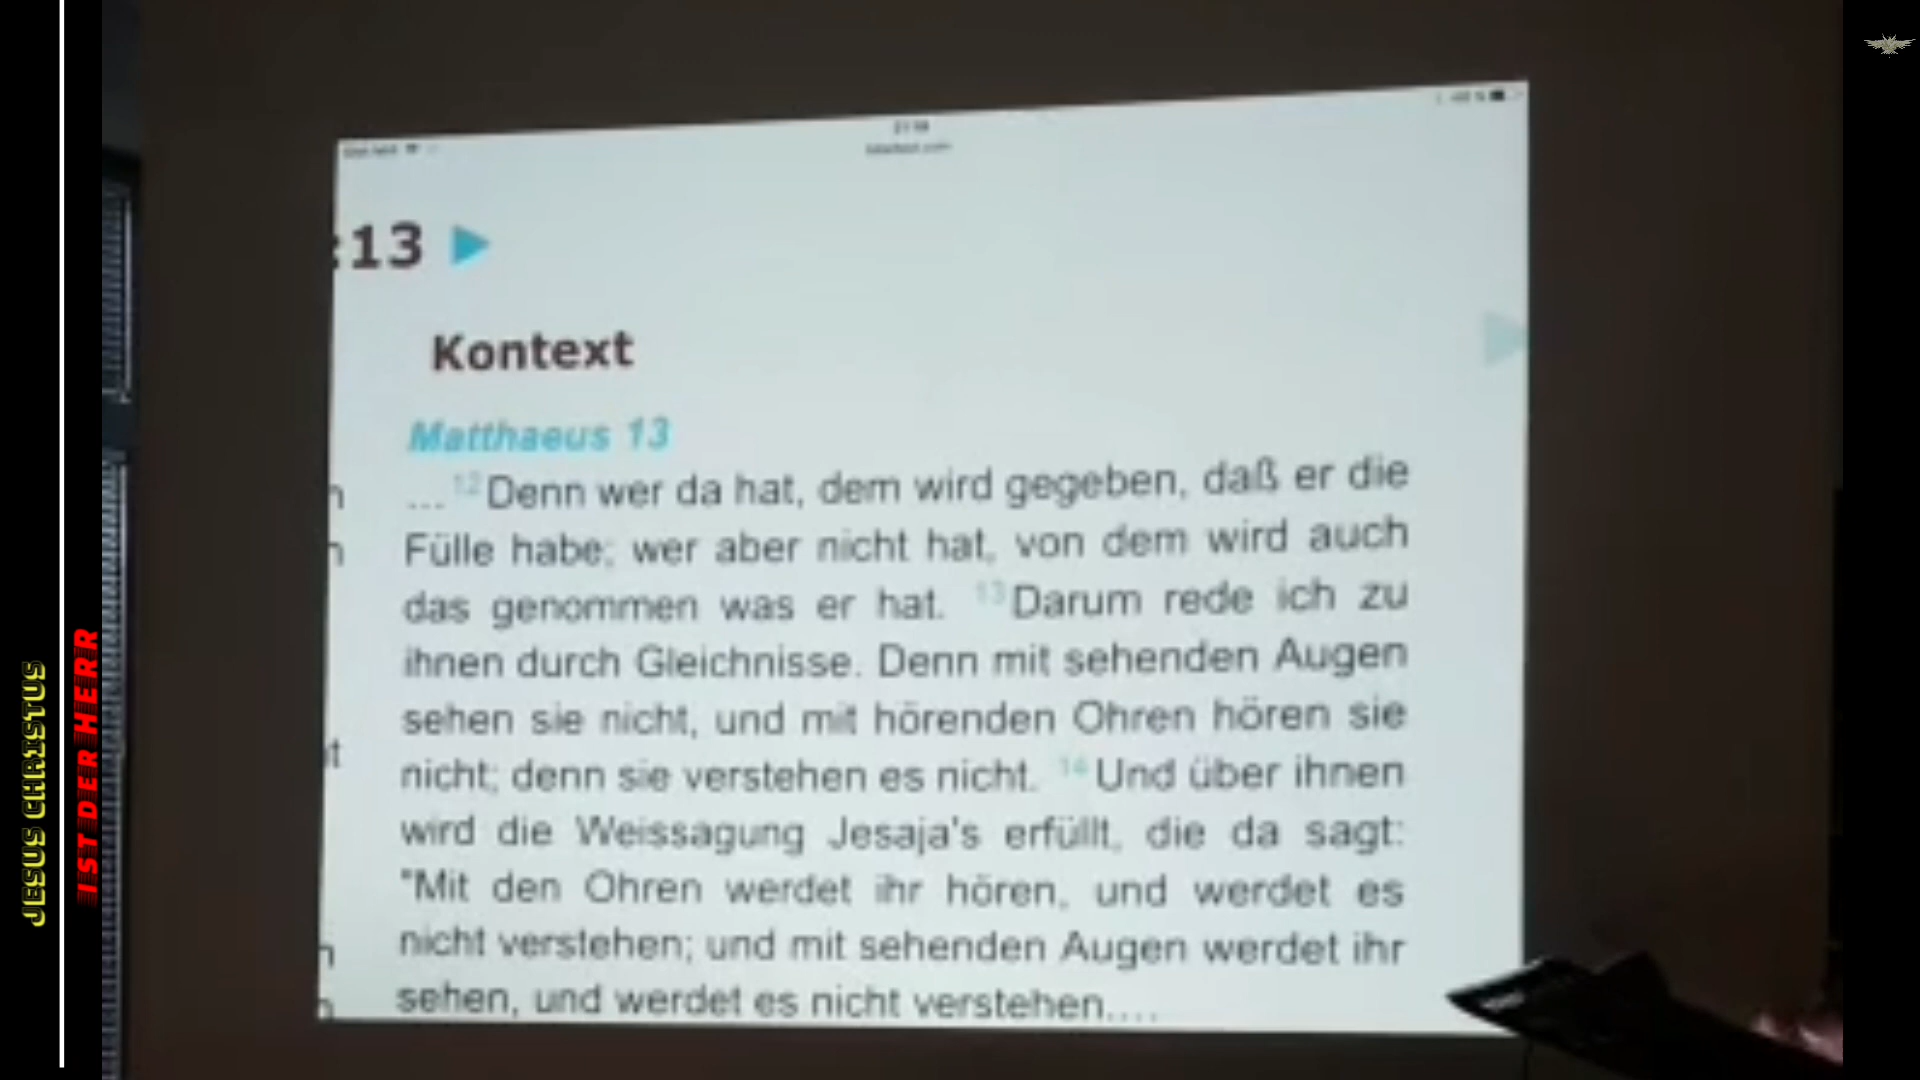 JESUS CHRISTUS
IST DER HERR
:13
Kontext
Matthaeus 13
... 12 Denn wer da hat, dem wird gegeben, daß er die
Fülle habe; wer aber nicht hat, von dem wird auch
das genommen was er hat. 13 Darum rede ich zu
ihnen durch Gleichnisse. Denn mit sehenden Augen
sehen sie nicht, und mit hörenden Ohren hören sie
nicht; denn sie verstehen es nicht. 14 Und über ihnen
wird die Weissagung Jesaja's erfüllt, die da sagt:
"Mit den Ohren werdet ihr hören, und werdet es
nicht verstehen; und mit sehenden Augen werdet ihr
sehen, und werdet es nicht verstehen....